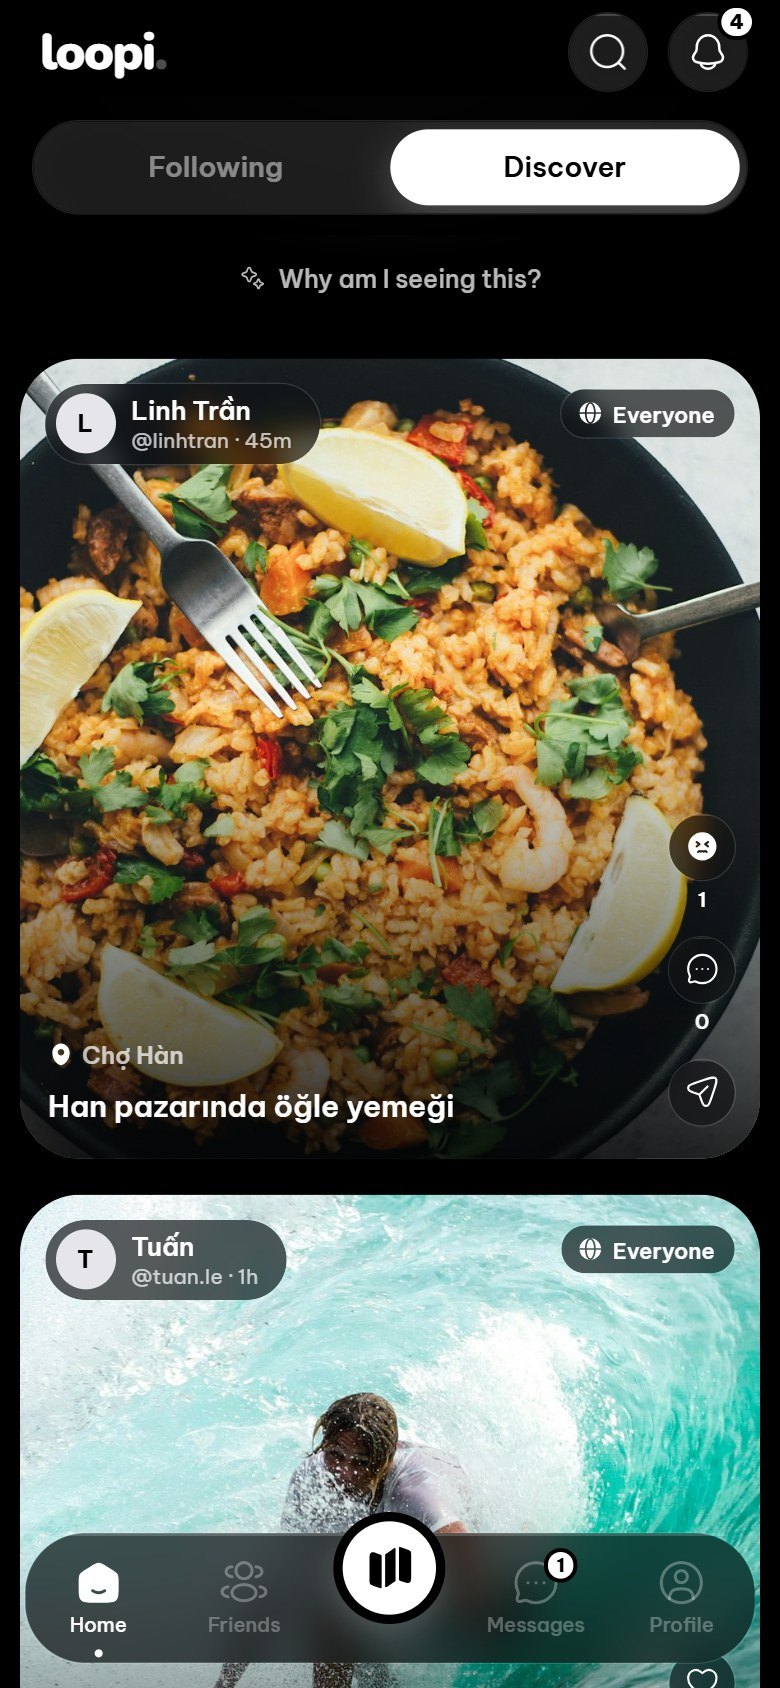 loopi.
4
Following
Discover
Why am I seeing this?
L
Linh Trần
@linhtran · 45m
Everyone
1
0
Chợ Hàn
Han pazarında öğle yemeği
T
Tuấn
@tuan.le · 1h
Everyone
1
Home
Friends
Messages
Profile